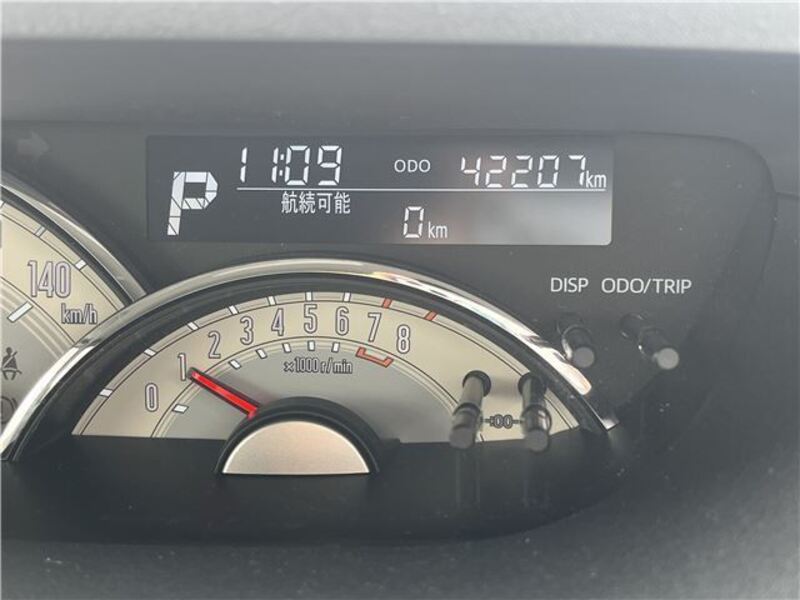 P
11:09 ODO 42207km
航続可能
0km
DISP ODO/TRIP
140
km/h
0 1 2 3 4 5 6 7 8
×1000r/min
:00